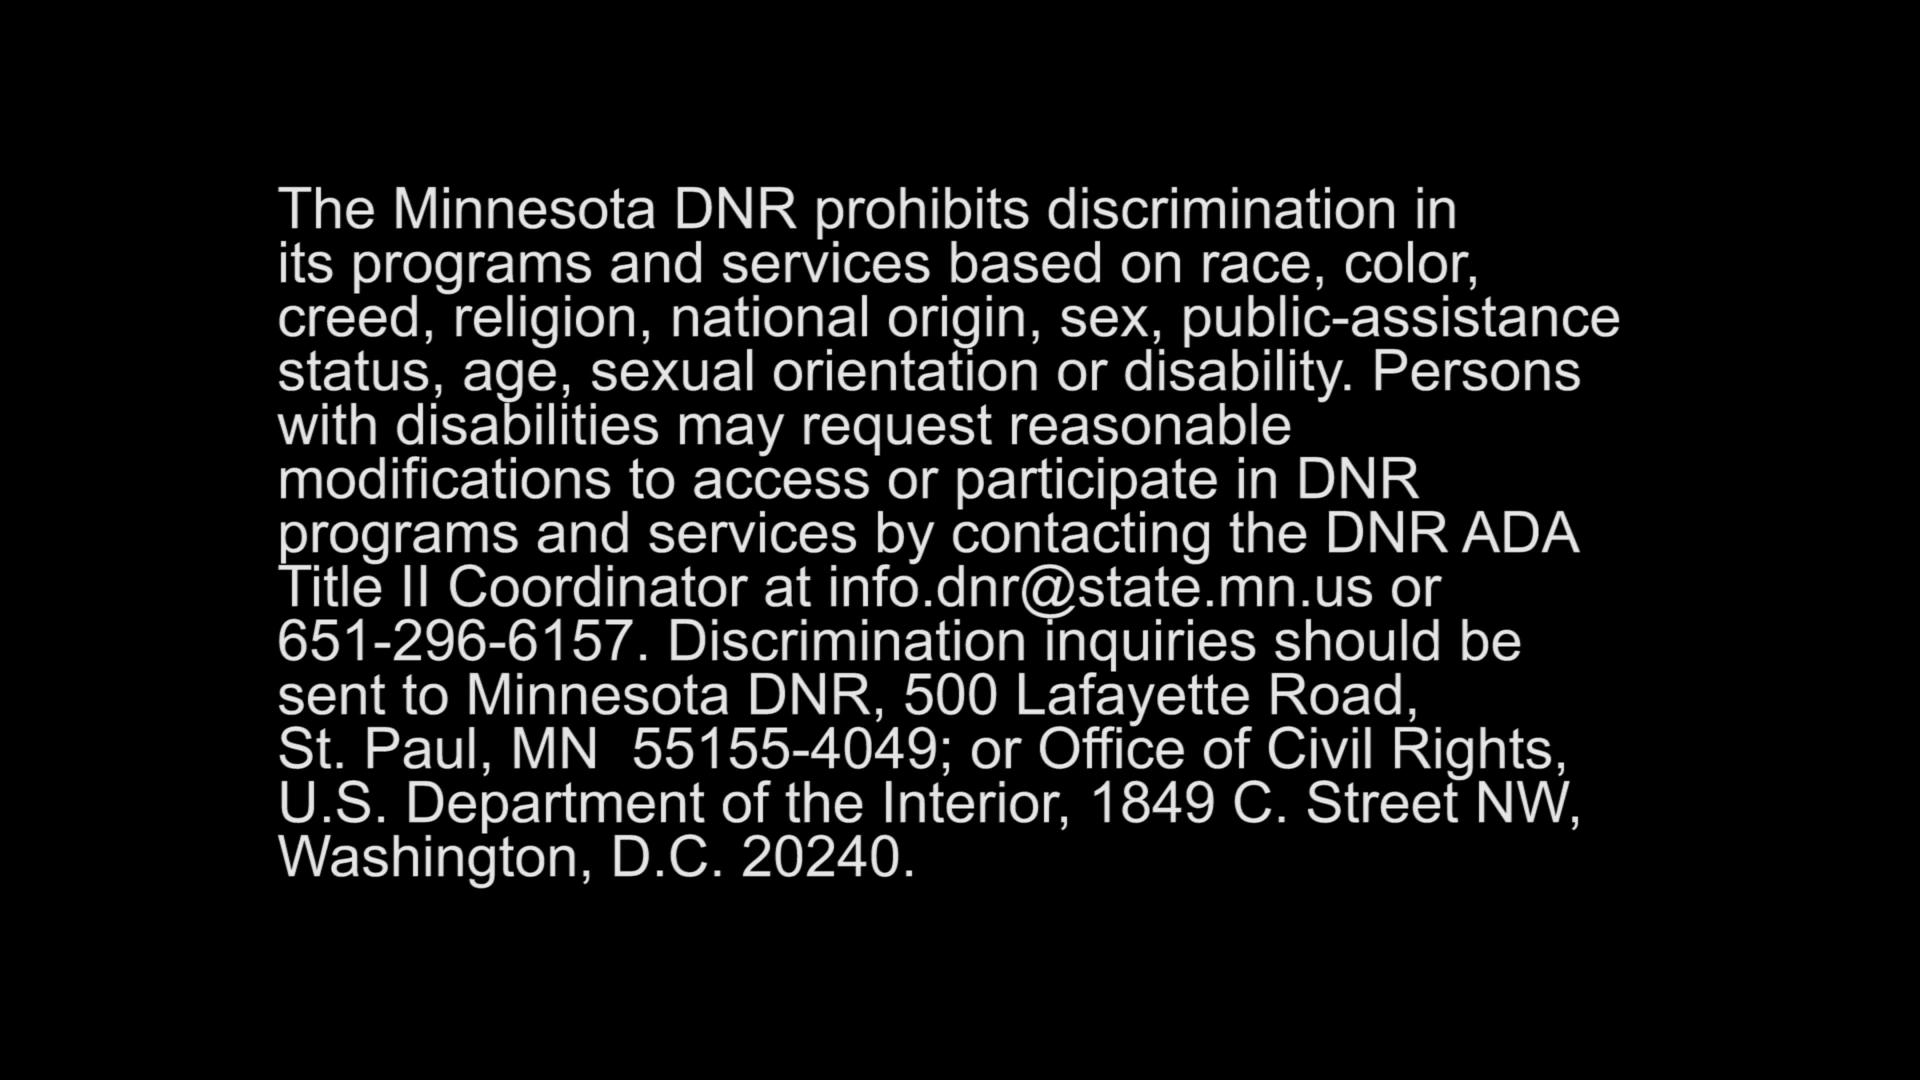 The Minnesota DNR prohibits discrimination in
its programs and services based on race, color,
creed, religion, national origin, sex, public-assistance
status, age, sexual orientation or disability. Persons
with disabilities may request reasonable
modifications to access or participate in DNR
programs and services by contacting the DNR ADA
Title II Coordinator at info.dnr@state.mn.us or
651-296-6157. Discrimination inquiries should be
sent to Minnesota DNR, 500 Lafayette Road,
St. Paul, MN  55155-4049; or Office of Civil Rights,
U.S. Department of the Interior, 1849 C. Street NW,
Washington, D.C. 20240.